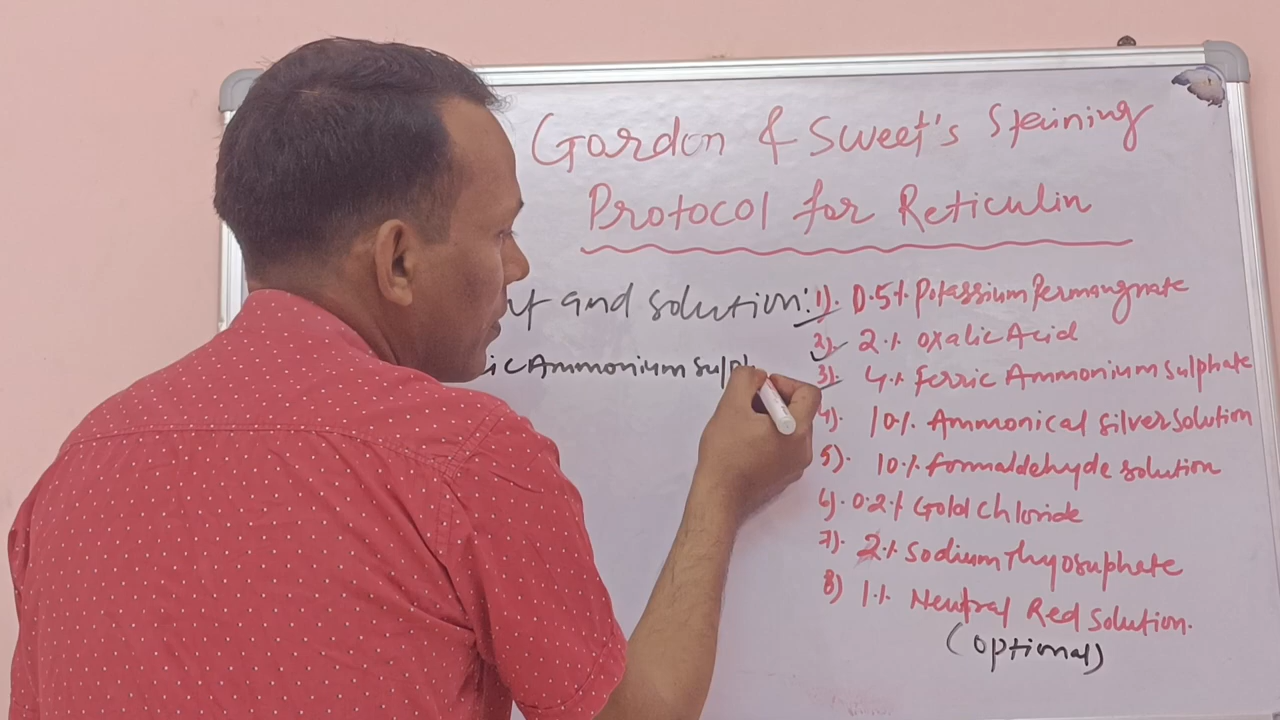 Gordon & Sweet's Staining
Protocol for Reticulin
and solution:
ic Ammonium Sulph
1). 0.5% Potassium Permangnate
2). 2% Oxalic Acid
3). 4% Ferric Ammonium Sulphate
4). 10% Ammonical silver solution
5). 10% formaldehyde solution
6). 0.2% Gold chloride
7). 2% Sodium Thyosuphate
8) 1% Neutral Red Solution.
(optional)